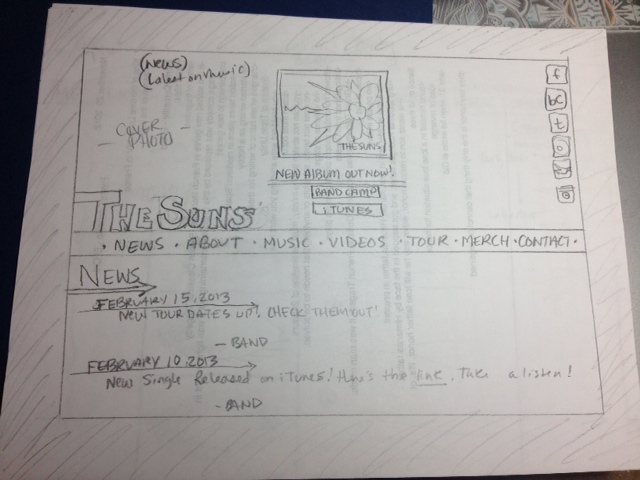 (News)
(Latest on music)
- COVER PHOTO -
THE SUNS
NEW ALBUM OUT NOW!
BANDCAMP
iTUNES
f
bc
t
THE SUNS
· NEWS · ABOUT · MUSIC · VIDEOS · TOUR · MERCH · CONTACT ·
NEWS
FEBRUARY 15, 2013
NEW TOUR DATES UP! CHECK THEM OUT!
- BAND
FEBRUARY 10, 2013
New Single Released on iTunes! Here's the link. Take a listen!
- BAND